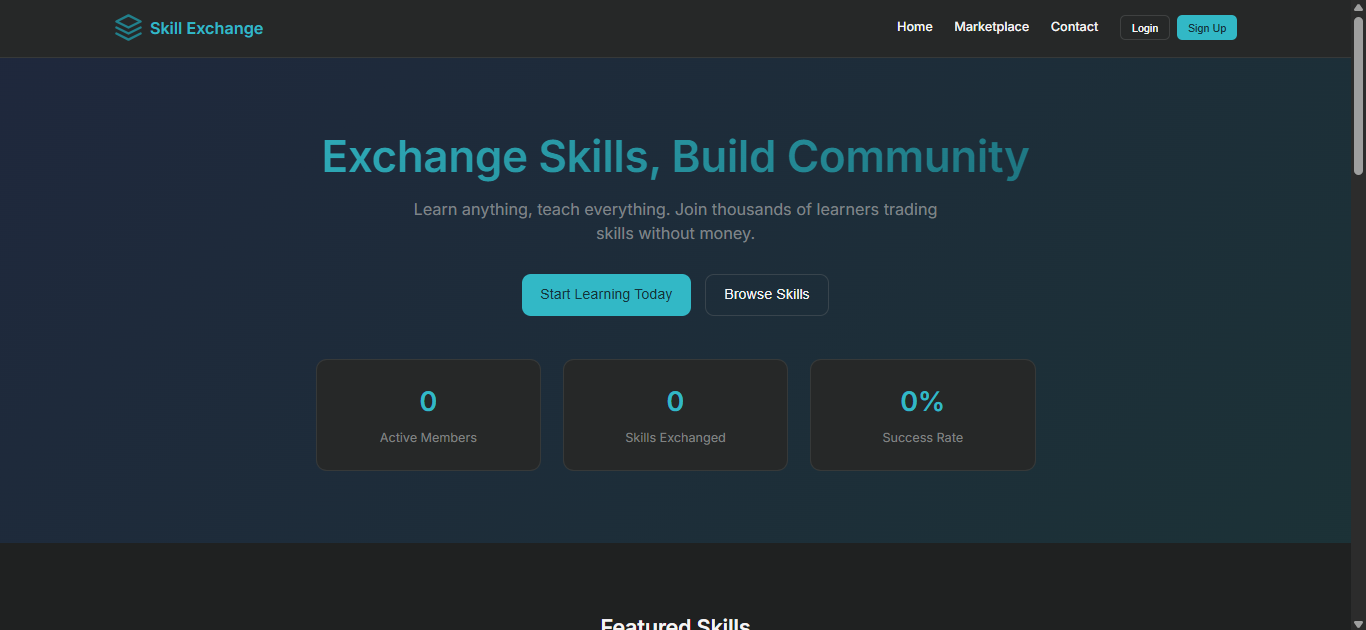 Skill Exchange
Home
Marketplace
Contact
Login
Sign Up
Exchange Skills, Build Community
Learn anything, teach everything. Join thousands of learners trading
skills without money.
Start Learning Today
Browse Skills
0
Active Members
0
Skills Exchanged
0%
Success Rate
Featured Skills